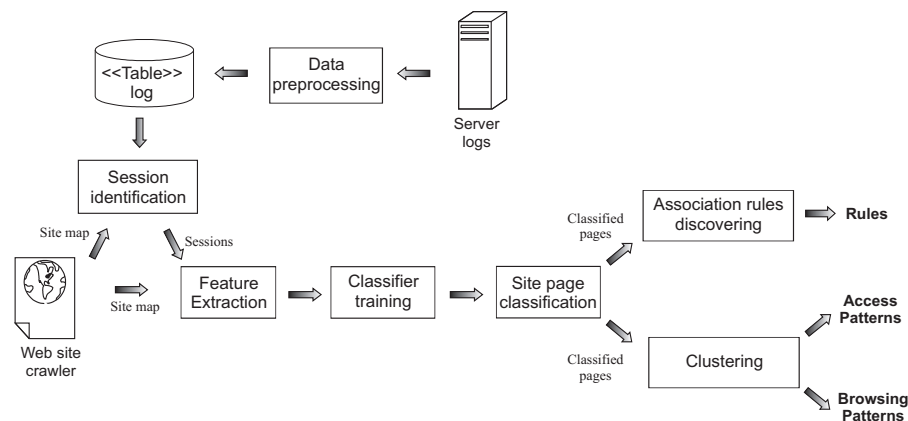 <<Table>>
log
Data
preprocessing
Server
logs
Session
identification
Site map
Sessions
Site map
Web site
crawler
Feature
Extraction
Classifier
training
Site page
classification
Classified
pages
Association rules
discovering
Rules
Classified
pages
Clustering
Access
Patterns
Browsing
Patterns